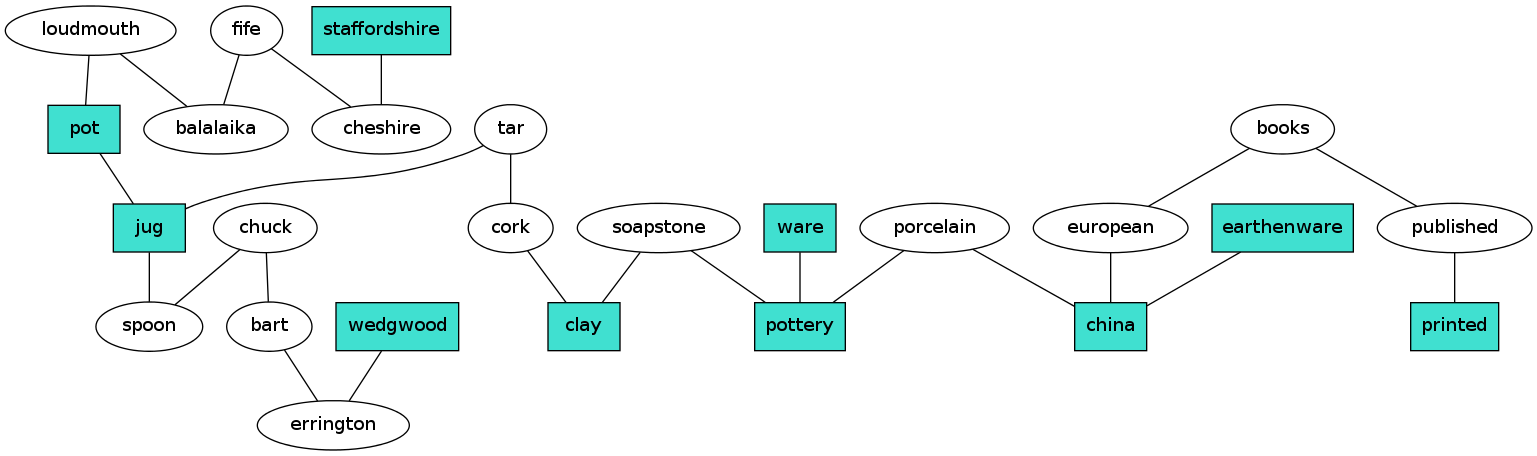 loudmouth
fife
staffordshire
pot
balalaika
cheshire
tar
books
jug
chuck
cork
soapstone
ware
porcelain
european
earthenware
published
spoon
bart
wedgwood
clay
pottery
china
printed
errington